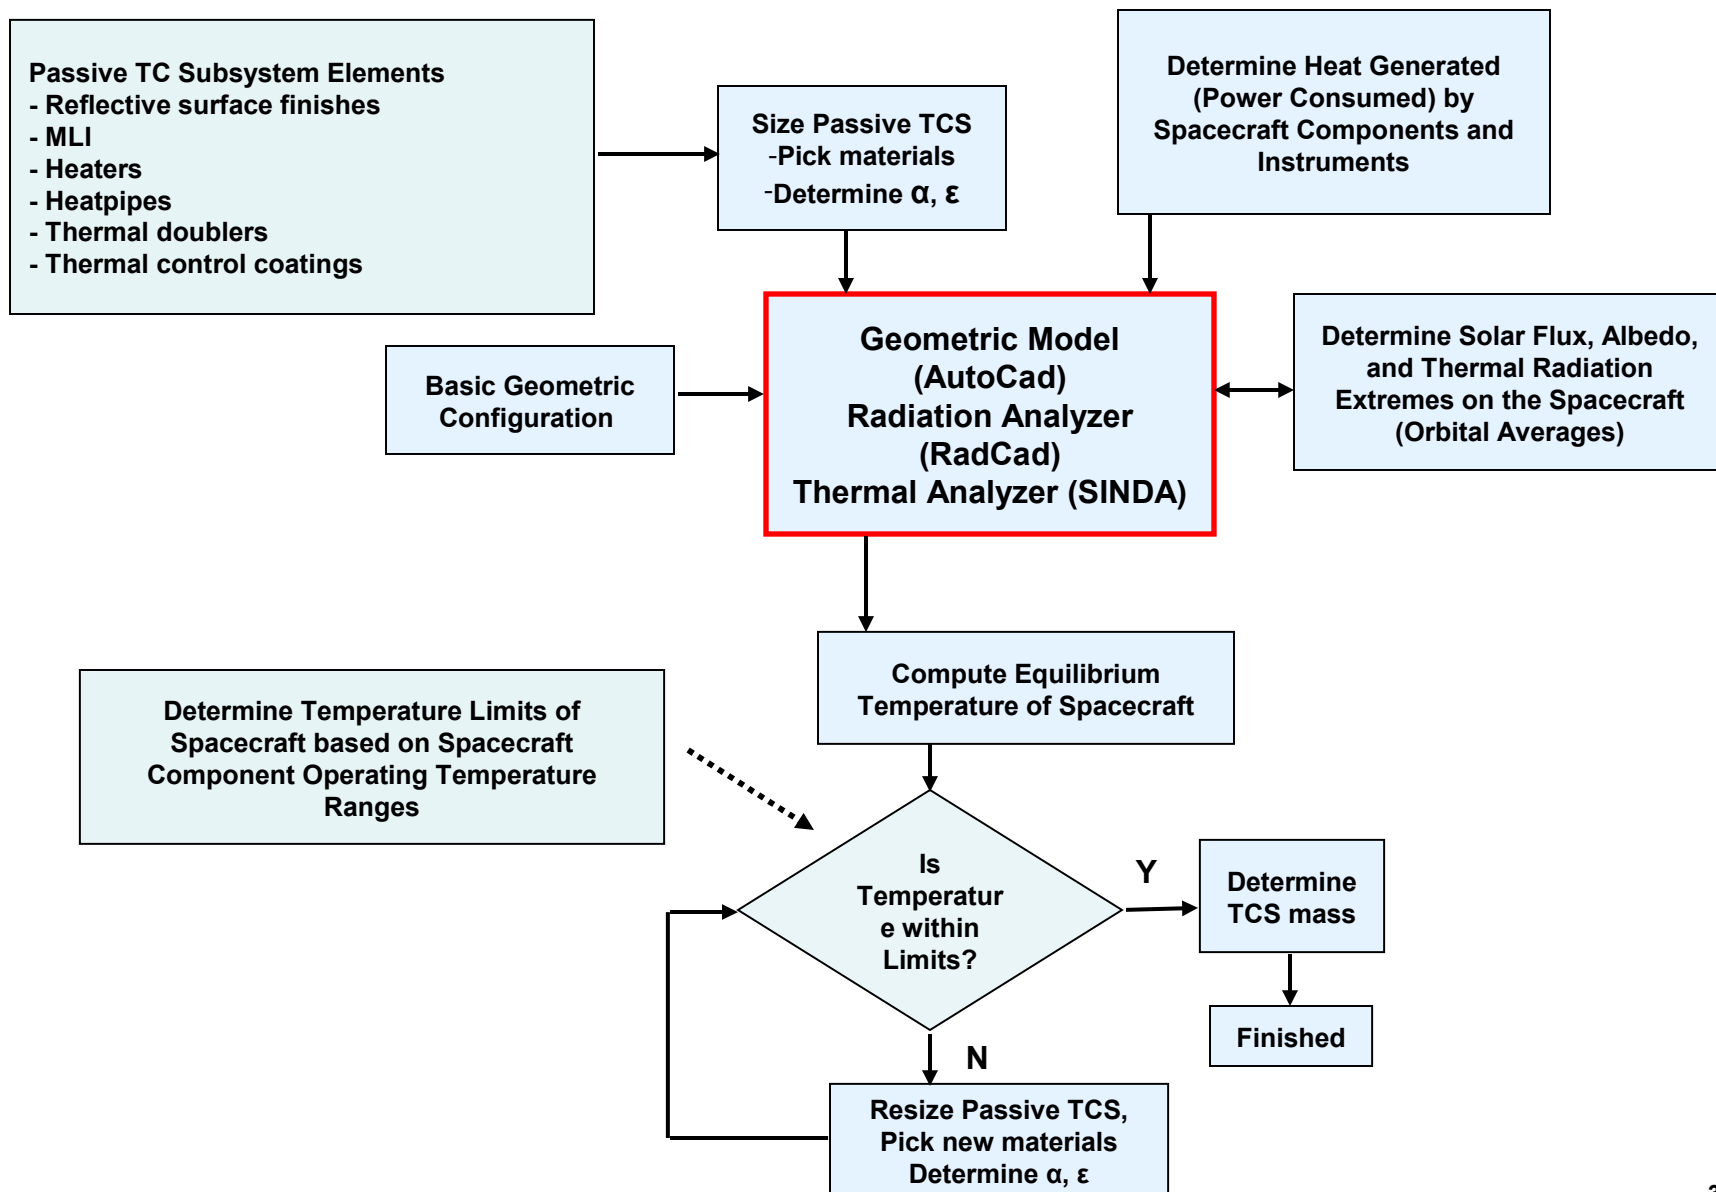 Passive TC Subsystem Elements
- Reflective surface finishes
- MLI
- Heaters
- Heatpipes
- Thermal doublers
- Thermal control coatings
Size Passive TCS
-Pick materials
-Determine α, ε
Determine Heat Generated
(Power Consumed) by
Spacecraft Components and
Instruments
Basic Geometric
Configuration
Geometric Model
(AutoCad)
Radiation Analyzer
(RadCad)
Thermal Analyzer (SINDA)
Determine Solar Flux, Albedo,
and Thermal Radiation
Extremes on the Spacecraft
(Orbital Averages)
Compute Equilibrium
Temperature of Spacecraft
Determine Temperature Limits of
Spacecraft based on Spacecraft
Component Operating Temperature
Ranges
Is
Temperatur
e within
Limits?
Y
Determine
TCS mass
Finished
N
Resize Passive TCS,
Pick new materials
Determine α, ε